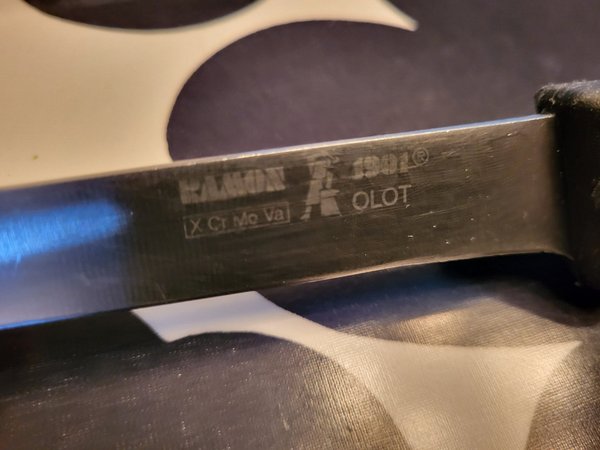 RAMON 1901®
X Cr Mo Va OLOT